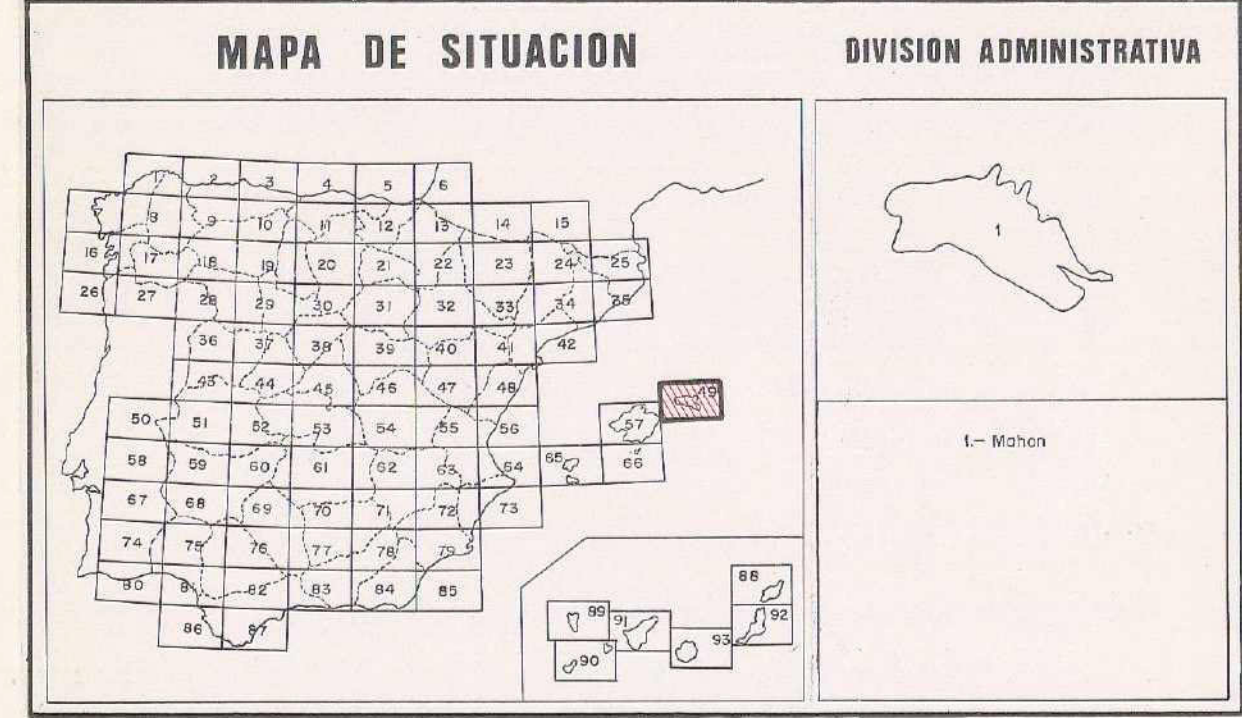 MAPA DE SITUACION
DIVISION ADMINISTRATIVA
1 2 3 4 5 6
8 9 10 11 12 13 14 15
16 17 18 19 20 21 22 23 24 25
26 27 28 29 30 31 32 33 34 35
36 37 38 39 40 41 42
43 44 45 46 47 48 49
50 51 52 53 54 55 56 57
58 59 60 61 62 63 64 65 66
67 68 69 70 71 72 73
74 75 76 77 78 79
80 81 82 83 84 85
86 87
88
89 91 92
90 93
1
1.- Mahon